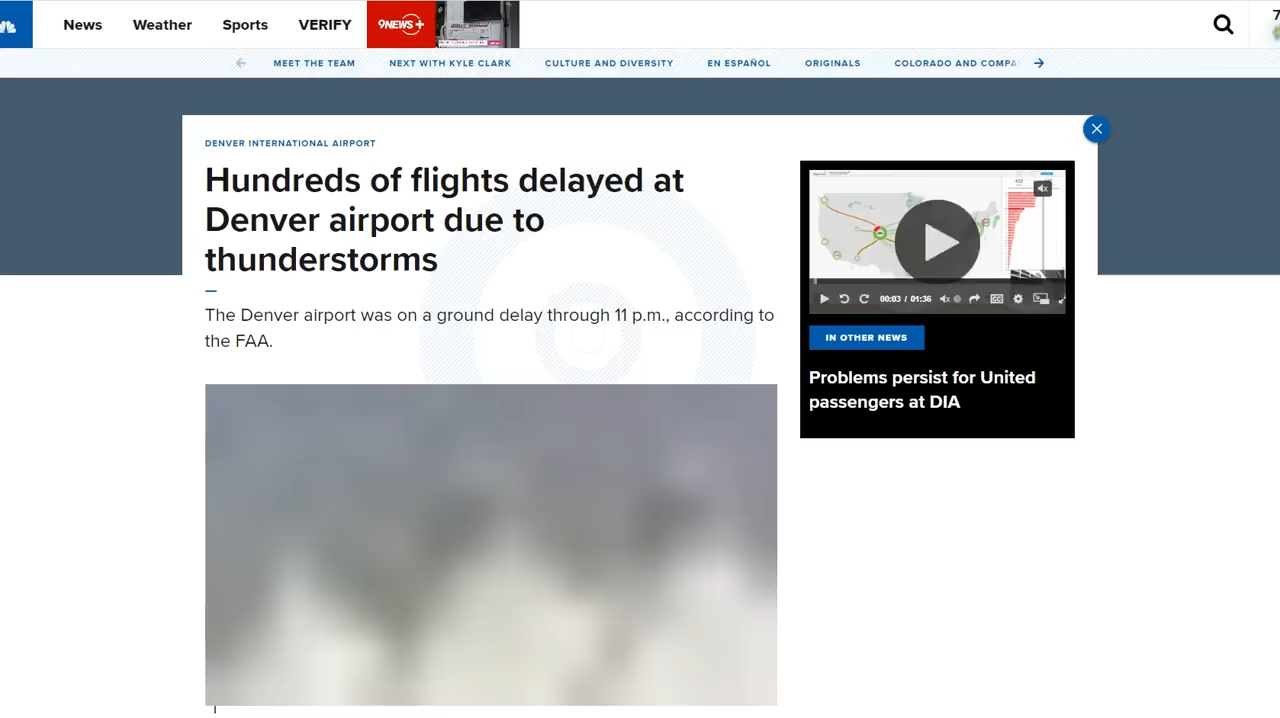 News
Weather
Sports
VERIFY
9NEWS+
MEET THE TEAM
NEXT WITH KYLE CLARK
CULTURE AND DIVERSITY
EN ESPAÑOL
ORIGINALS
COLORADO AND COMPA
DENVER INTERNATIONAL AIRPORT
Hundreds of flights delayed at
Denver airport due to
thunderstorms
The Denver airport was on a ground delay through 11 p.m., according to
the FAA.
00:03 / 01:36
CC
IN OTHER NEWS
Problems persist for United
passengers at DIA